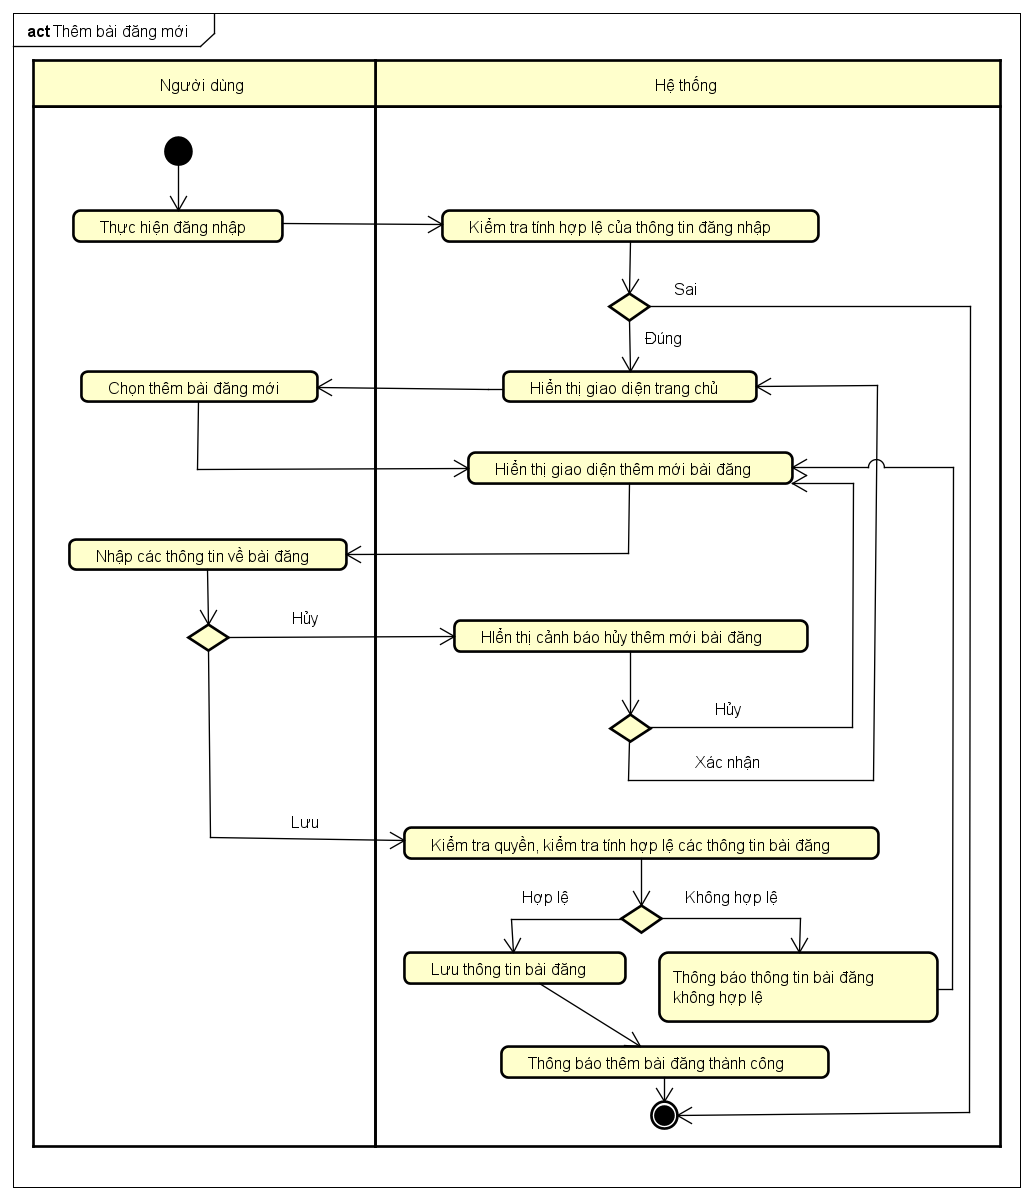 act Thêm bài đăng mới
Người dùng
Hệ thống
Thực hiện đăng nhập
Kiểm tra tính hợp lệ của thông tin đăng nhập
Sai
Đúng
Chọn thêm bài đăng mới
Hiển thị giao diện trang chủ
Hiển thị giao diện thêm mới bài đăng
Nhập các thông tin về bài đăng
Hủy
HIển thị cảnh báo hủy thêm mới bài đăng
Hủy
Xác nhận
Lưu
Kiểm tra quyền, kiểm tra tính hợp lệ các thông tin bài đăng
Hợp lệ
Không hợp lệ
Lưu thông tin bài đăng
Thông báo thông tin bài đăng
không hợp lệ
Thông báo thêm bài đăng thành công